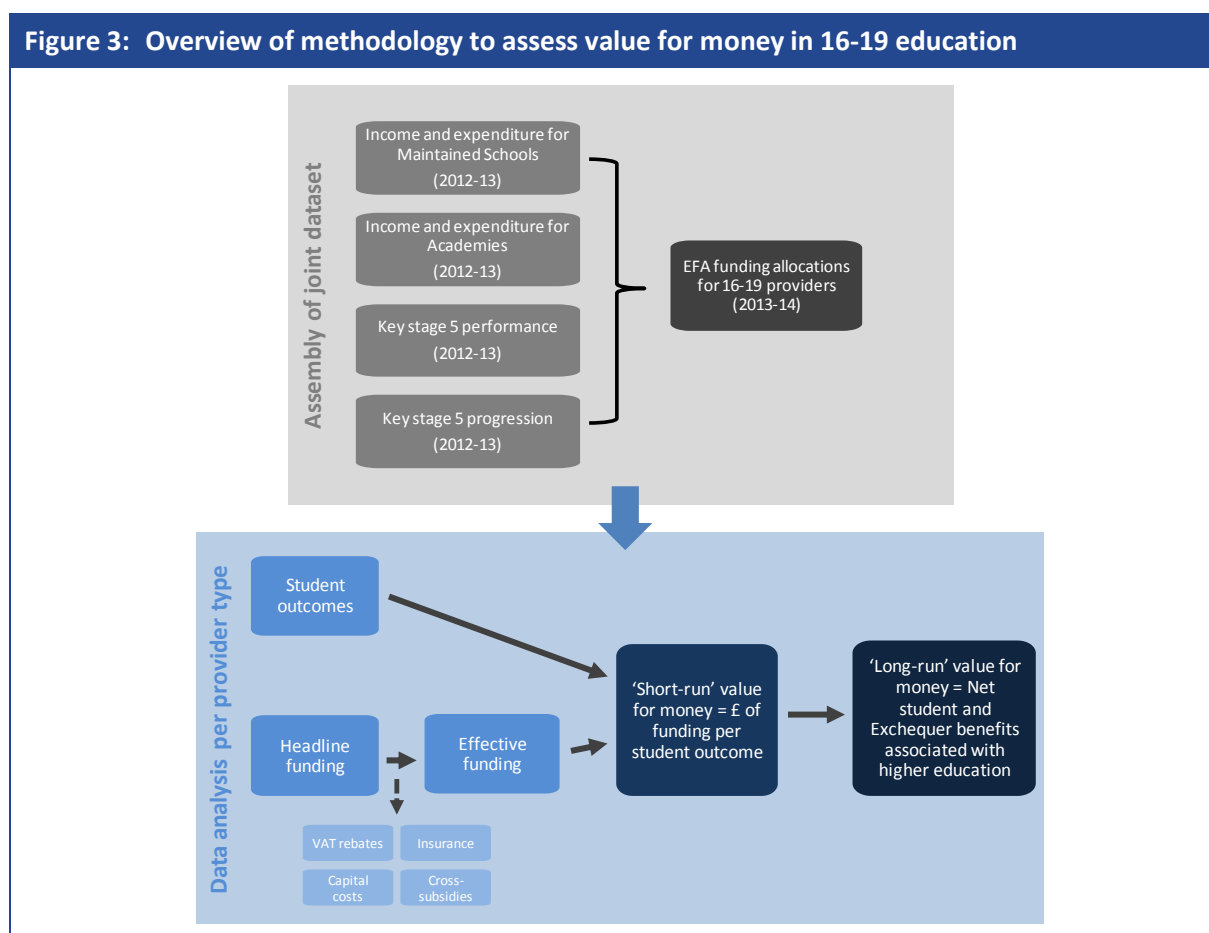 Figure 3: Overview of methodology to assess value for money in 16-19 education
Assembly of joint dataset
Income and expenditure for
Maintained Schools
(2012-13)
Income and expenditure for
Academies
(2012-13)
Key stage 5 performance
(2012-13)
Key stage 5 progression
(2012-13)
EFA funding allocations
for 16-19 providers
(2013-14)
Data analysis per provider type
Student
outcomes
Headline
funding
Effective
funding
VAT rebates
Insurance
Capital
costs
Cross-
subsidies
‘Short-run’ value
for money = £ of
funding per
student outcome
‘Long-run’ value for
money = Net
student and
Exchequer benefits
associated with
higher education